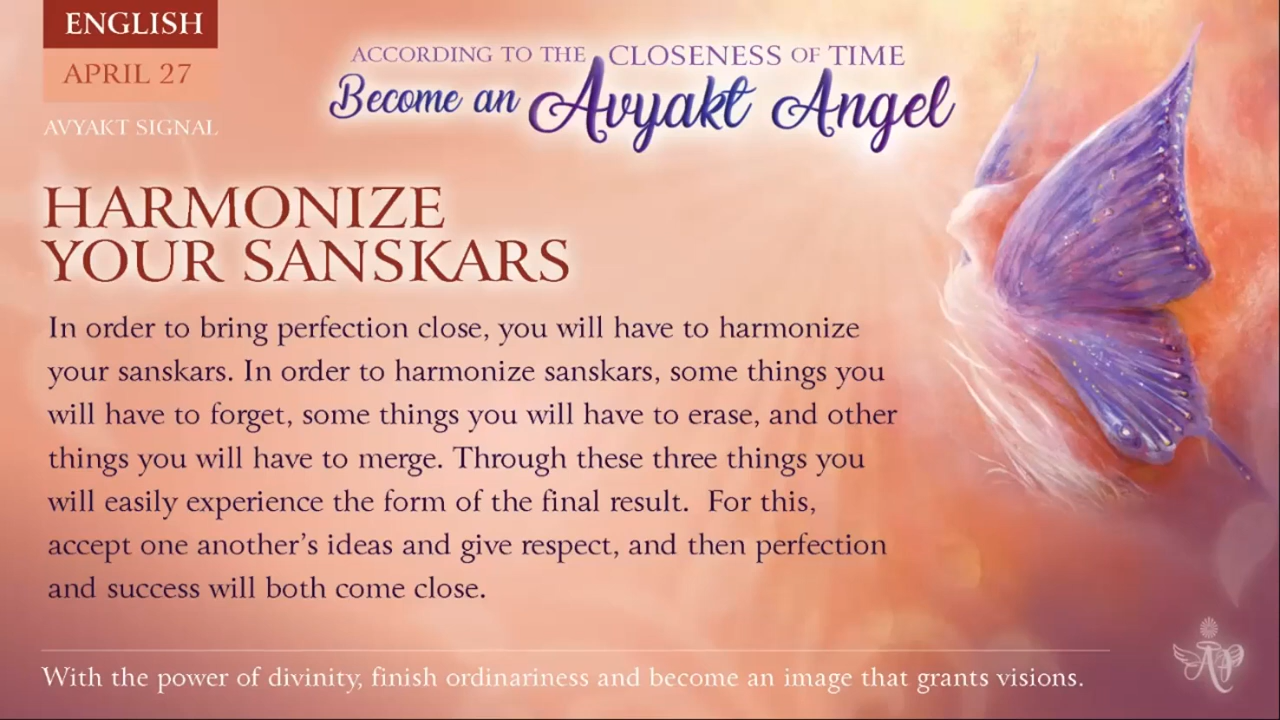 ENGLISH
APRIL 27
AVYAKT SIGNAL
ACCORDING TO THE CLOSENESS OF TIME
Become an Avyakt Angel
HARMONIZE
YOUR SANSKARS
In order to bring perfection close, you will have to harmonize
your sanskars. In order to harmonize sanskars, some things you
will have to forget, some things you will have to erase, and other
things you will have to merge. Through these three things you
will easily experience the form of the final result.  For this,
accept one another's ideas and give respect, and then perfection
and success will both come close.
With the power of divinity, finish ordinariness and become an image that grants visions.